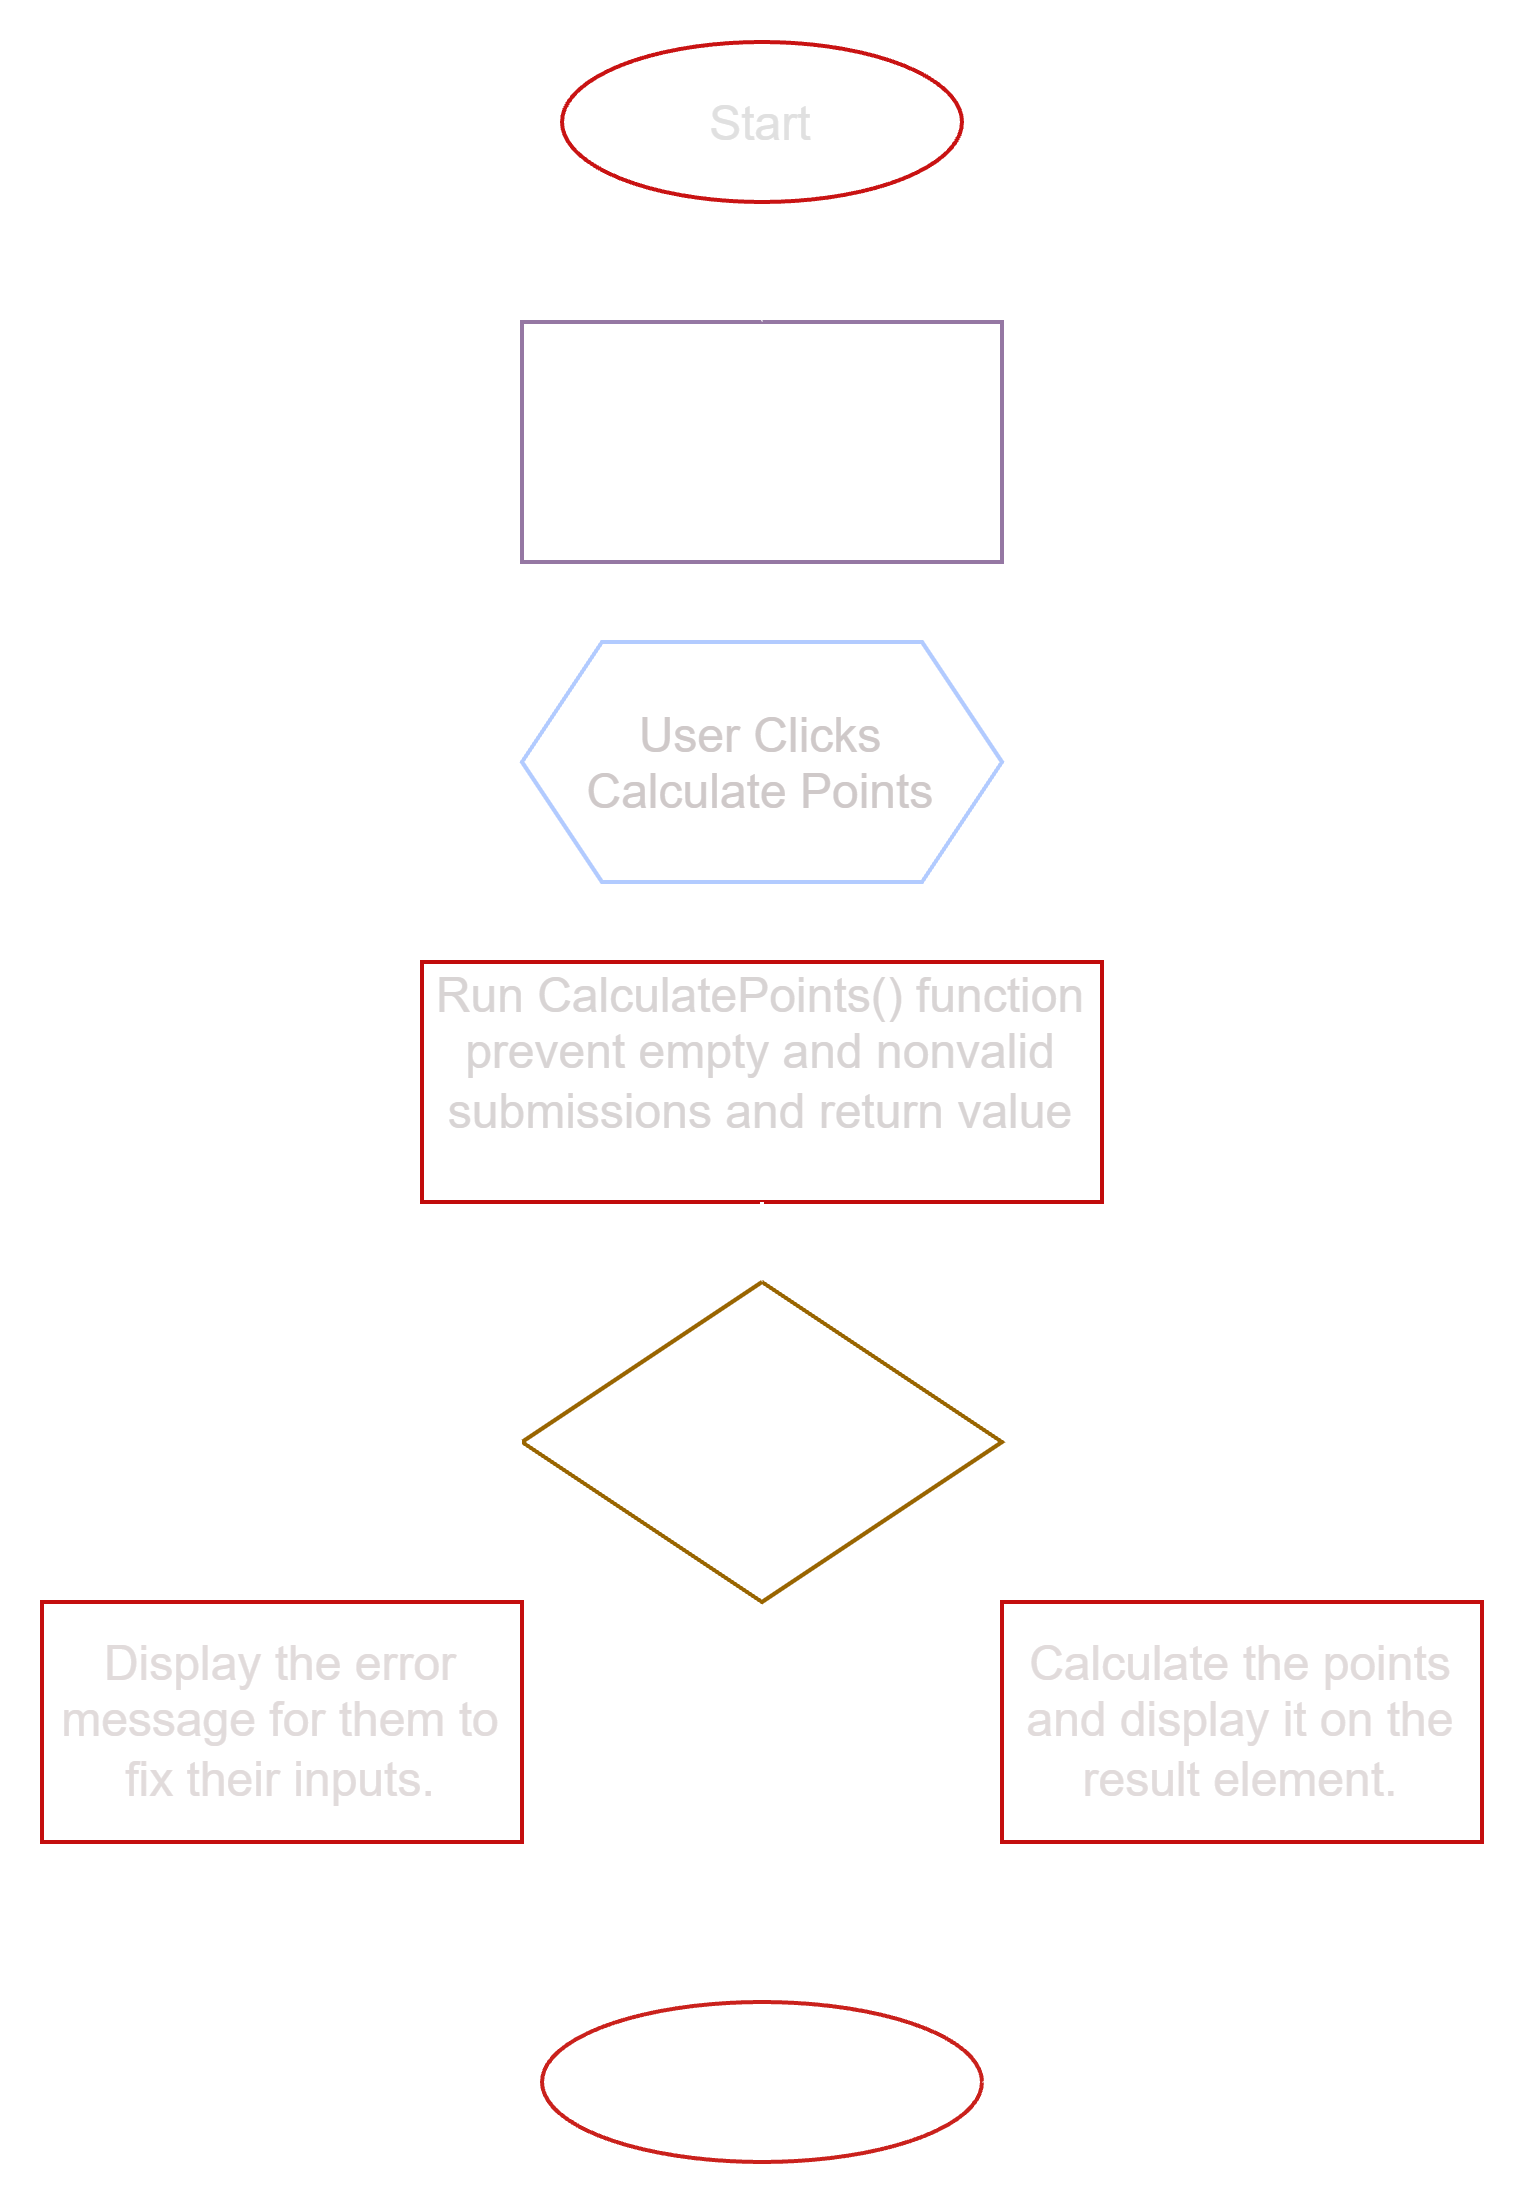 Start
User Clicks
Calculate Points
Run CalculatePoints() function
prevent empty and nonvalid
submissions and return value
Display the error
message for them to
fix their inputs.
Calculate the points
and display it on the
result element.